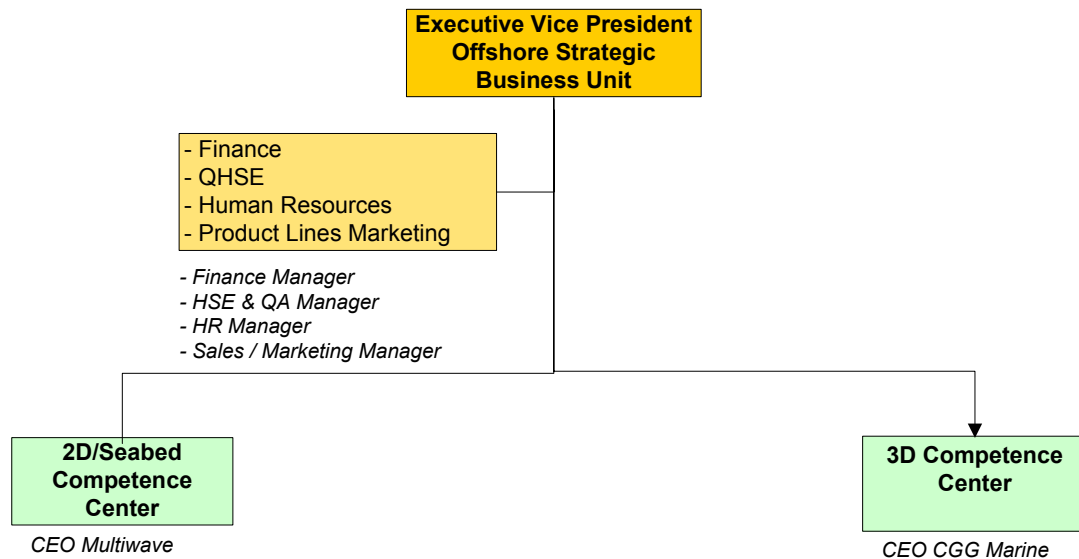 Executive Vice President
Offshore Strategic
Business Unit
- Finance
- QHSE
- Human Resources
- Product Lines Marketing
- Finance Manager
- HSE & QA Manager
- HR Manager
- Sales / Marketing Manager
2D/Seabed
Competence
Center
CEO Multiwave
3D Competence
Center
CEO CGG Marine